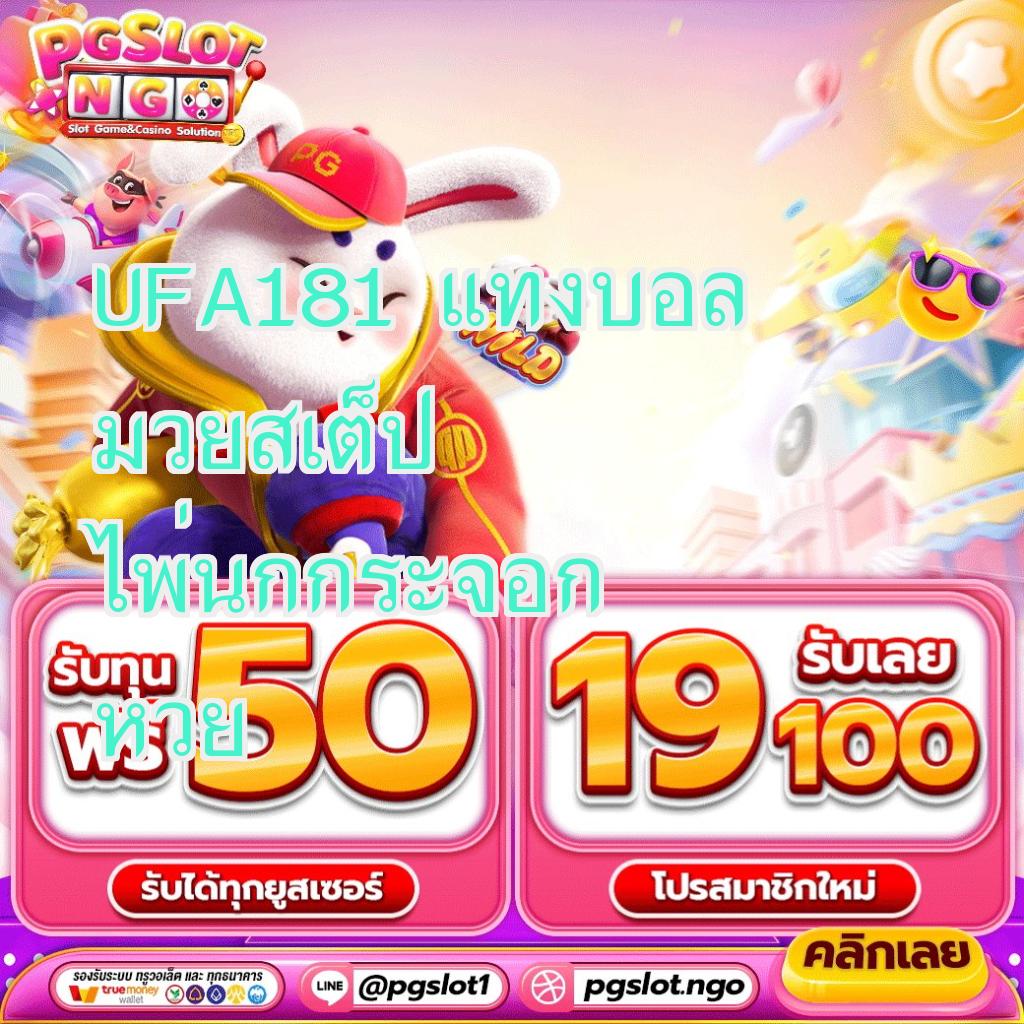 PGSLOT
NGO
Slot Game&Casino Solution
PG
UFA181 แทงบอล
WILD
มวยสเต็ป
ไพ่นกกระจอก
หวย
รับทุน
ฟรี
50
รับได้ทุกยูสเซอร์
19
รับเลย
100
โปรสมาชิกใหม่
คลิกเลย
รองรับระบบ ทรูวอเล็ต และ ทุกธนาคาร
truemoney
wallet
LINE
@pgslot1
pgslot.ngo